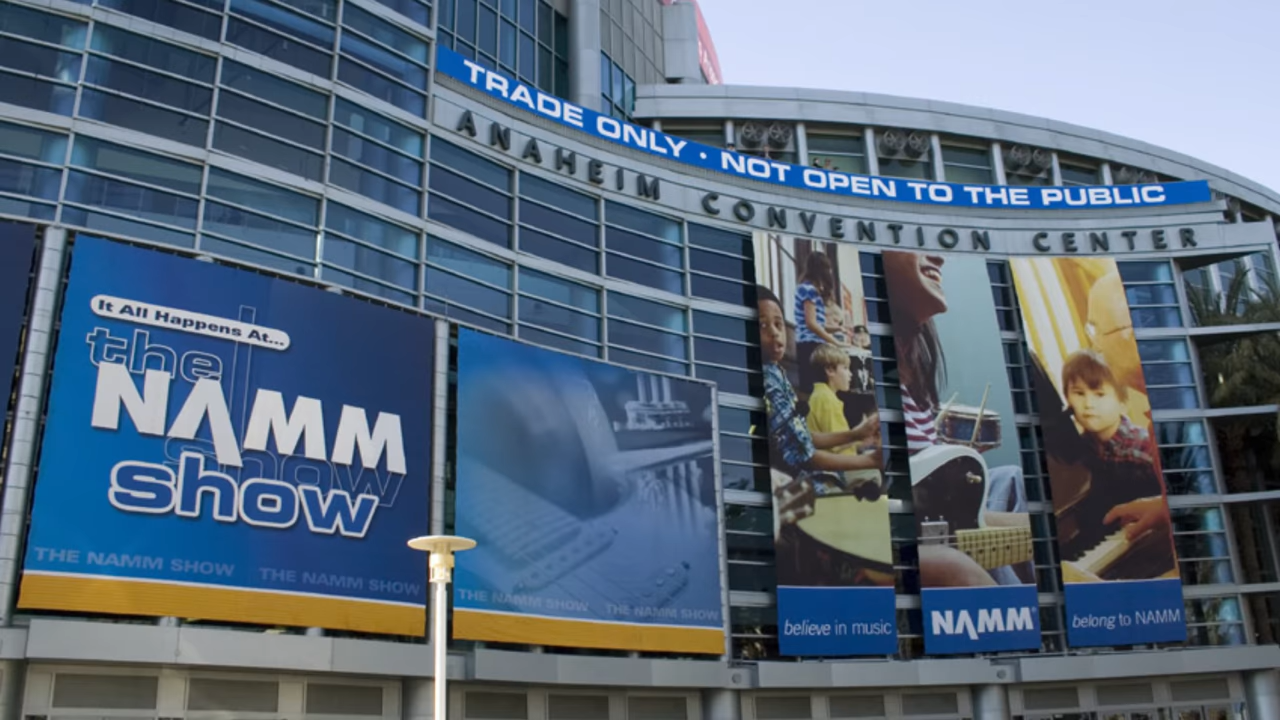 TRADE ONLY • NOT OPEN TO THE PUBLIC
ANAHEIM CONVENTION CENTER
It All Happens At...
the
NAMM
show
THE NAMM SHOW THE NAMM SHOW
THE NAMM SHOW THE NAMM SHOW
believe in music
NAMM®
belong to NAMM